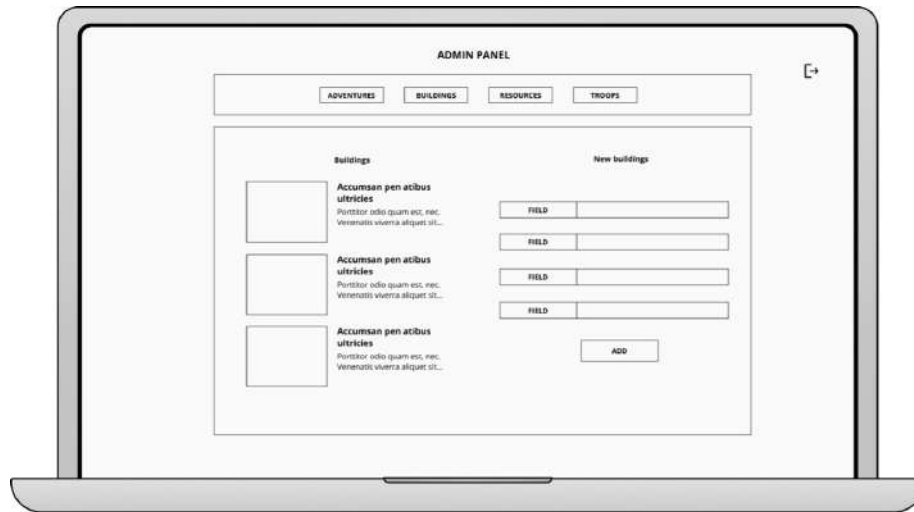 ADMIN PANEL
ADVENTURES
BUILDINGS
RESOURCES
TROOPS
Buildings
Accumsan pen atibus
ultricies
Porttitor odio quam est, nec.
Venenatis viverra aliquet sit...
Accumsan pen atibus
ultricies
Porttitor odio quam est, nec.
Venenatis viverra aliquet sit...
Accumsan pen atibus
ultricies
Porttitor odio quam est, nec.
Venenatis viverra aliquet sit...
New buildings
FIELD
FIELD
FIELD
FIELD
ADD